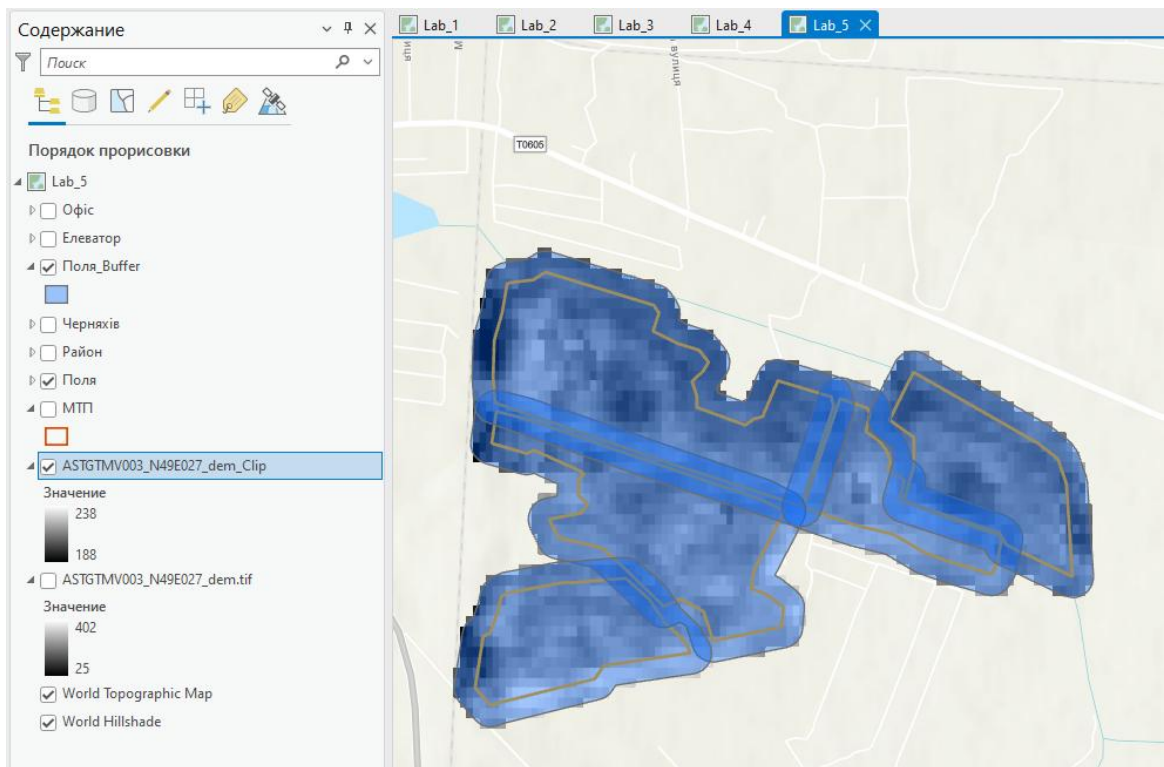 Содержание
Поиск
Порядок прорисовки
Lab_5
Офіс
Елеватор
Поля_Buffer
Черняхів
Район
Поля
МТП
ASTGTMV003_N49E027_dem_Clip
Значение
238
188
ASTGTMV003_N49E027_dem.tif
Значение
402
25
World Topographic Map
World Hillshade
Lab_1
Lab_2
Lab_3
Lab_4
Lab_5
вулиця
T0605